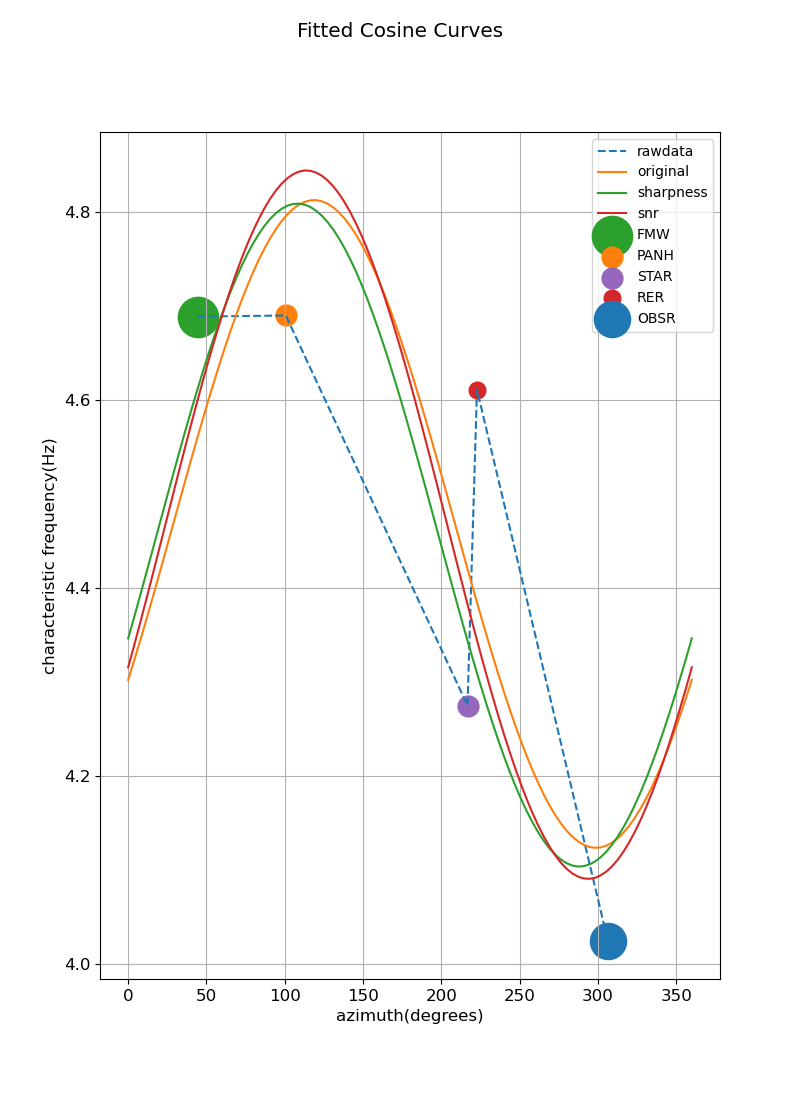 Fitted Cosine Curves
rawdata
original
sharpness
snr
FMW
PANH
STAR
RER
OBSR
4.8
4.6
4.4
4.2
4.0
characteristic frequency(Hz)
0 50 100 150 200 250 300 350
azimuth(degrees)